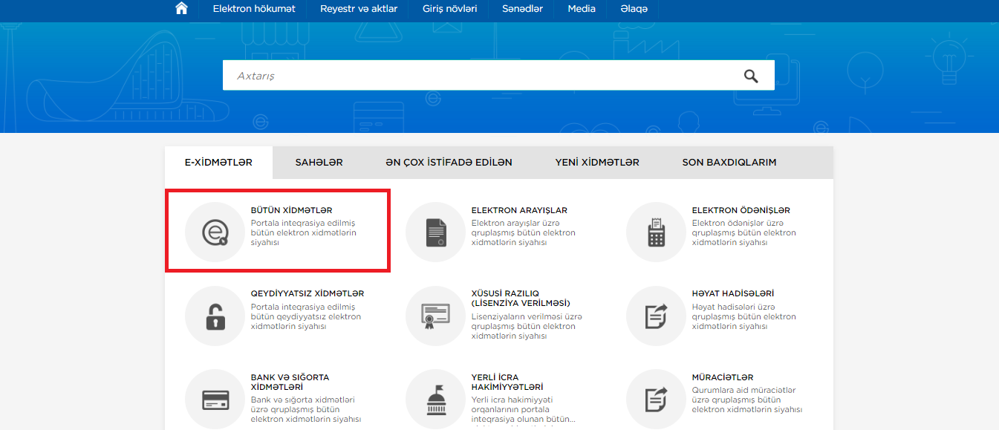 Elektron hökumət Reyestr və aktlar Giriş növləri Sənədlər Media Əlaqə
Axtarış
E-XİDMƏTLƏR SAHƏLƏR ƏN ÇOX İSTİFADƏ EDİLƏN YENİ XİDMƏTLƏR SON BAXDIQLARIM
BÜTÜN XİDMƏTLƏR
Portala inteqrasiya edilmiş
bütün elektron xidmətlərin
siyahısı
ELEKTRON ARAYIŞLAR
Elektron arayışlar üzrə
qruplaşmış bütün elektron
xidmətlərin siyahısı
ELEKTRON ÖDƏNİŞLƏR
Elektron ödənişlər üzrə
qruplaşmış bütün elektron
xidmətlərin siyahısı
QEYDİYYATSIZ XİDMƏTLƏR
Portala inteqrasiya edilmiş
bütün qeydiyyatsız elektron
xidmətlərin siyahısı
XÜSUSI RAZILIQ
(LİSENZİYA VERİLMƏSİ)
Lisenziyaların verilməsi üzrə
qruplaşmış bütün elektron
xidmətlərin siyahısı
HƏYAT HADİSƏLƏRİ
Həyat hadisələri üzrə
qruplaşmış bütün elektron
xidmətlərin siyahısı
BANK VƏ SIĞORTA
XİDMƏTLƏRİ
Bank və sığorta xidmətləri
üzrə qruplaşmış bütün
elektron xidmətlərin siyahısı
YERLİ İCRA
HAKİMİYYƏTLƏRİ
Yerli icra hakimiyyəti
orqanlarının portala
inteqrasiya olunan bütün...
MÜRACİƏTLƏR
Qurumlara aid müraciətlər
üzrə qruplaşmış bütün
elektron xidmətlərin siyahısı